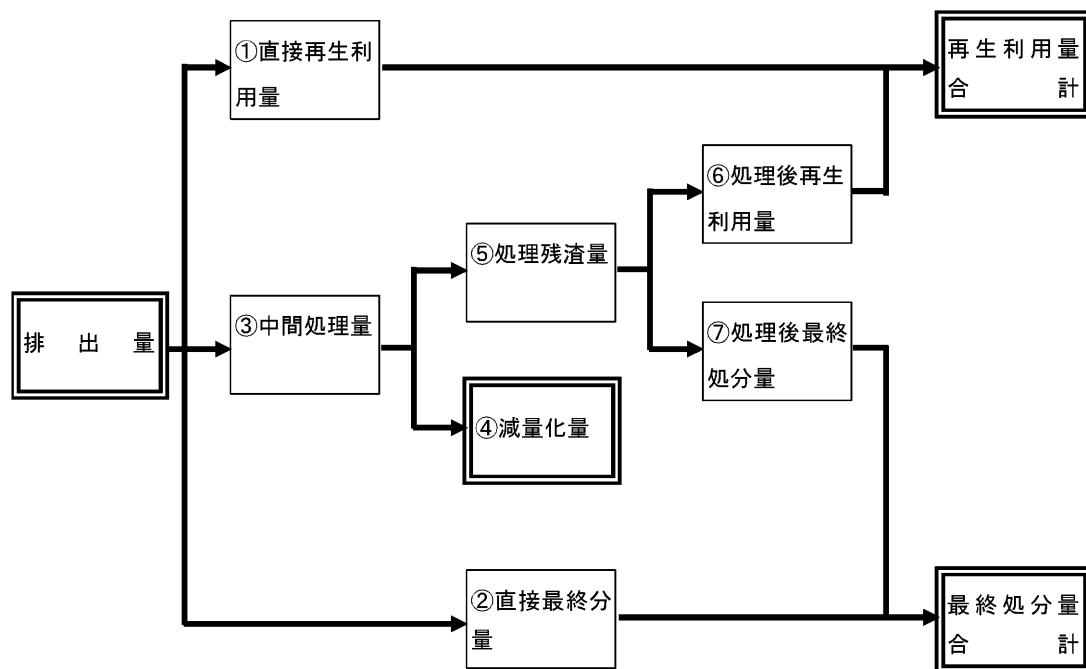 ①直接再生利
用量
再生利用量
合計
⑥処理後再生
利用量
⑤処理残渣量
排出量
③中間処理量
⑦処理後最終
処分量
④減量化量
②直接最終分
量
最終処分量
合計